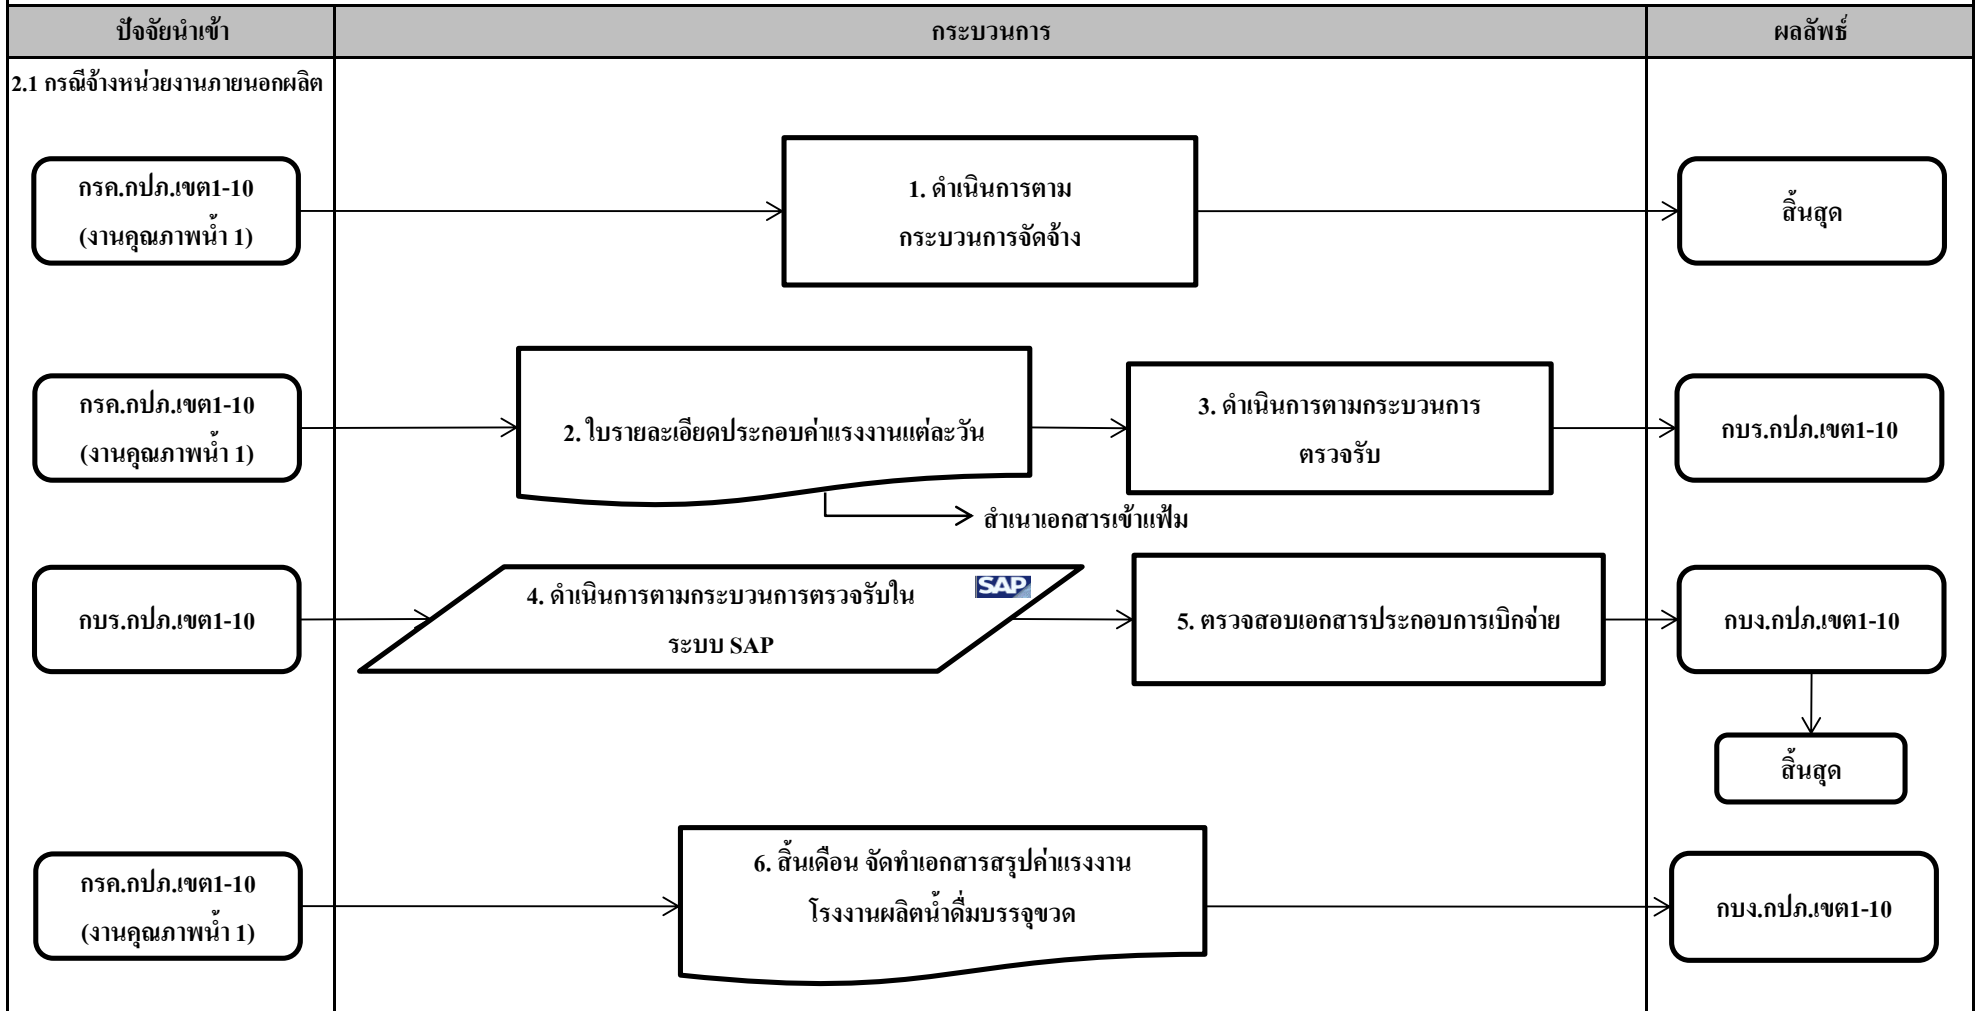 ปัจจัยนำเข้า
กระบวนการ
ผลลัพธ์
2.1 กรณีจ้างหน่วยงานภายนอกผลิต
กรค.กปภ.เขต1-10
(งานคุณภาพน้ำ 1)
1. ดำเนินการตาม
กระบวนการจัดจ้าง
สิ้นสุด
กรค.กปภ.เขต1-10
(งานคุณภาพน้ำ 1)
2. ใบรายละเอียดประกอบค่าแรงงานแต่ละวัน
3. ดำเนินการตามกระบวนการ
ตรวจรับ
กบร.กปภ.เขต1-10
สำเนาเอกสารเข้าแฟ้ม
กบร.กปภ.เขต1-10
4. ดำเนินการตามกระบวนการตรวจรับใน
ระบบ SAP
SAP
5. ตรวจสอบเอกสารประกอบการเบิกจ่าย
กบง.กปภ.เขต1-10
สิ้นสุด
กรค.กปภ.เขต1-10
(งานคุณภาพน้ำ 1)
6. สิ้นเดือน จัดทำเอกสารสรุปค่าแรงงาน
โรงงานผลิตน้ำดื่มบรรจุขวด
กบง.กปภ.เขต1-10